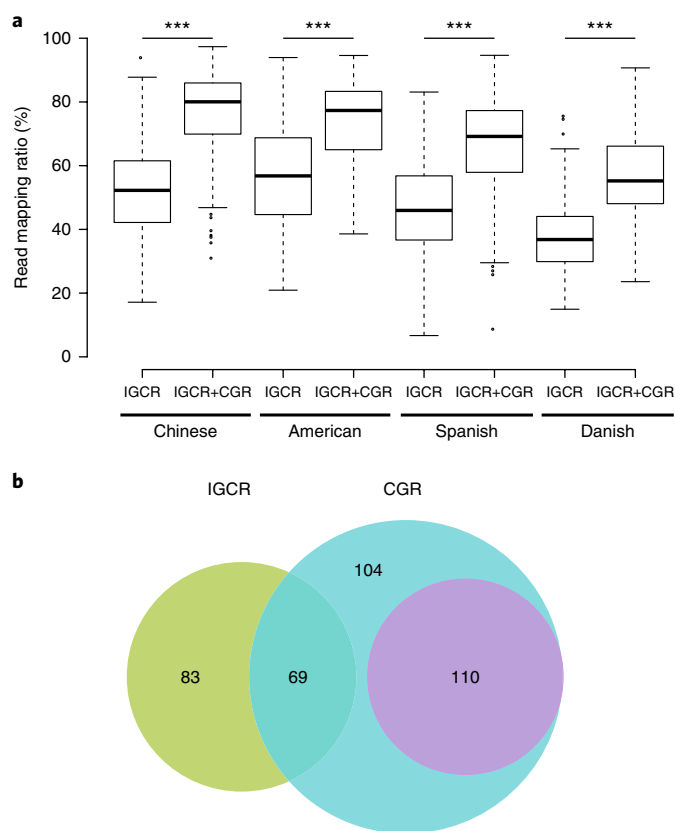 a
*** *** *** ***
100
80
60
40
20
0
Read mapping ratio (%)
IGCR IGCR+CGR IGCR IGCR+CGR IGCR IGCR+CGR IGCR IGCR+CGR
Chinese American Spanish Danish
b
IGCR CGR
104
83 69 110